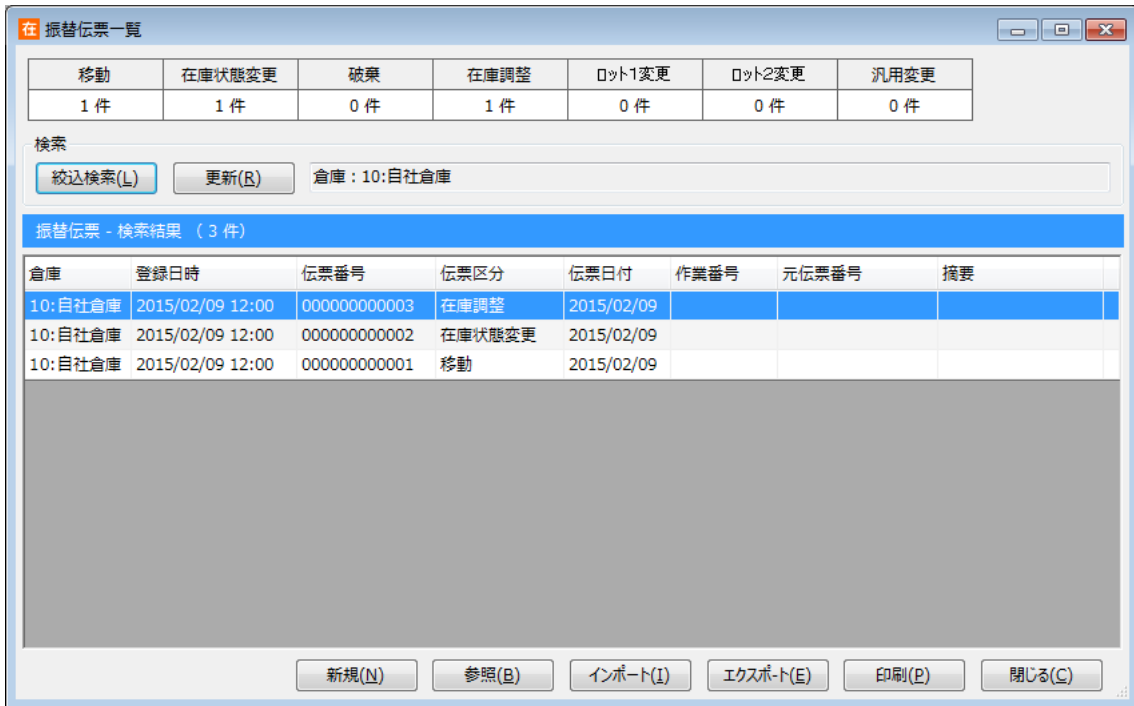 在 振替伝票一覧
移動 在庫状態変更 破棄 在庫調整 ロット1変更 ロット2変更 汎用変更
1 件 1 件 0 件 1 件 0 件 0 件 0 件
検索
絞込検索(L) 更新(R) 倉庫 : 10:自社倉庫
振替伝票 - 検索結果 ( 3 件)
倉庫 登録日時 伝票番号 伝票区分 伝票日付 作業番号 元伝票番号 摘要
10:自社倉庫 2015/02/09 12:00 000000000003 在庫調整 2015/02/09
10:自社倉庫 2015/02/09 12:00 000000000002 在庫状態変更 2015/02/09
10:自社倉庫 2015/02/09 12:00 000000000001 移動 2015/02/09
新規(N) 参照(B) インポート(I) エクスポート(E) 印刷(P) 閉じる(C)